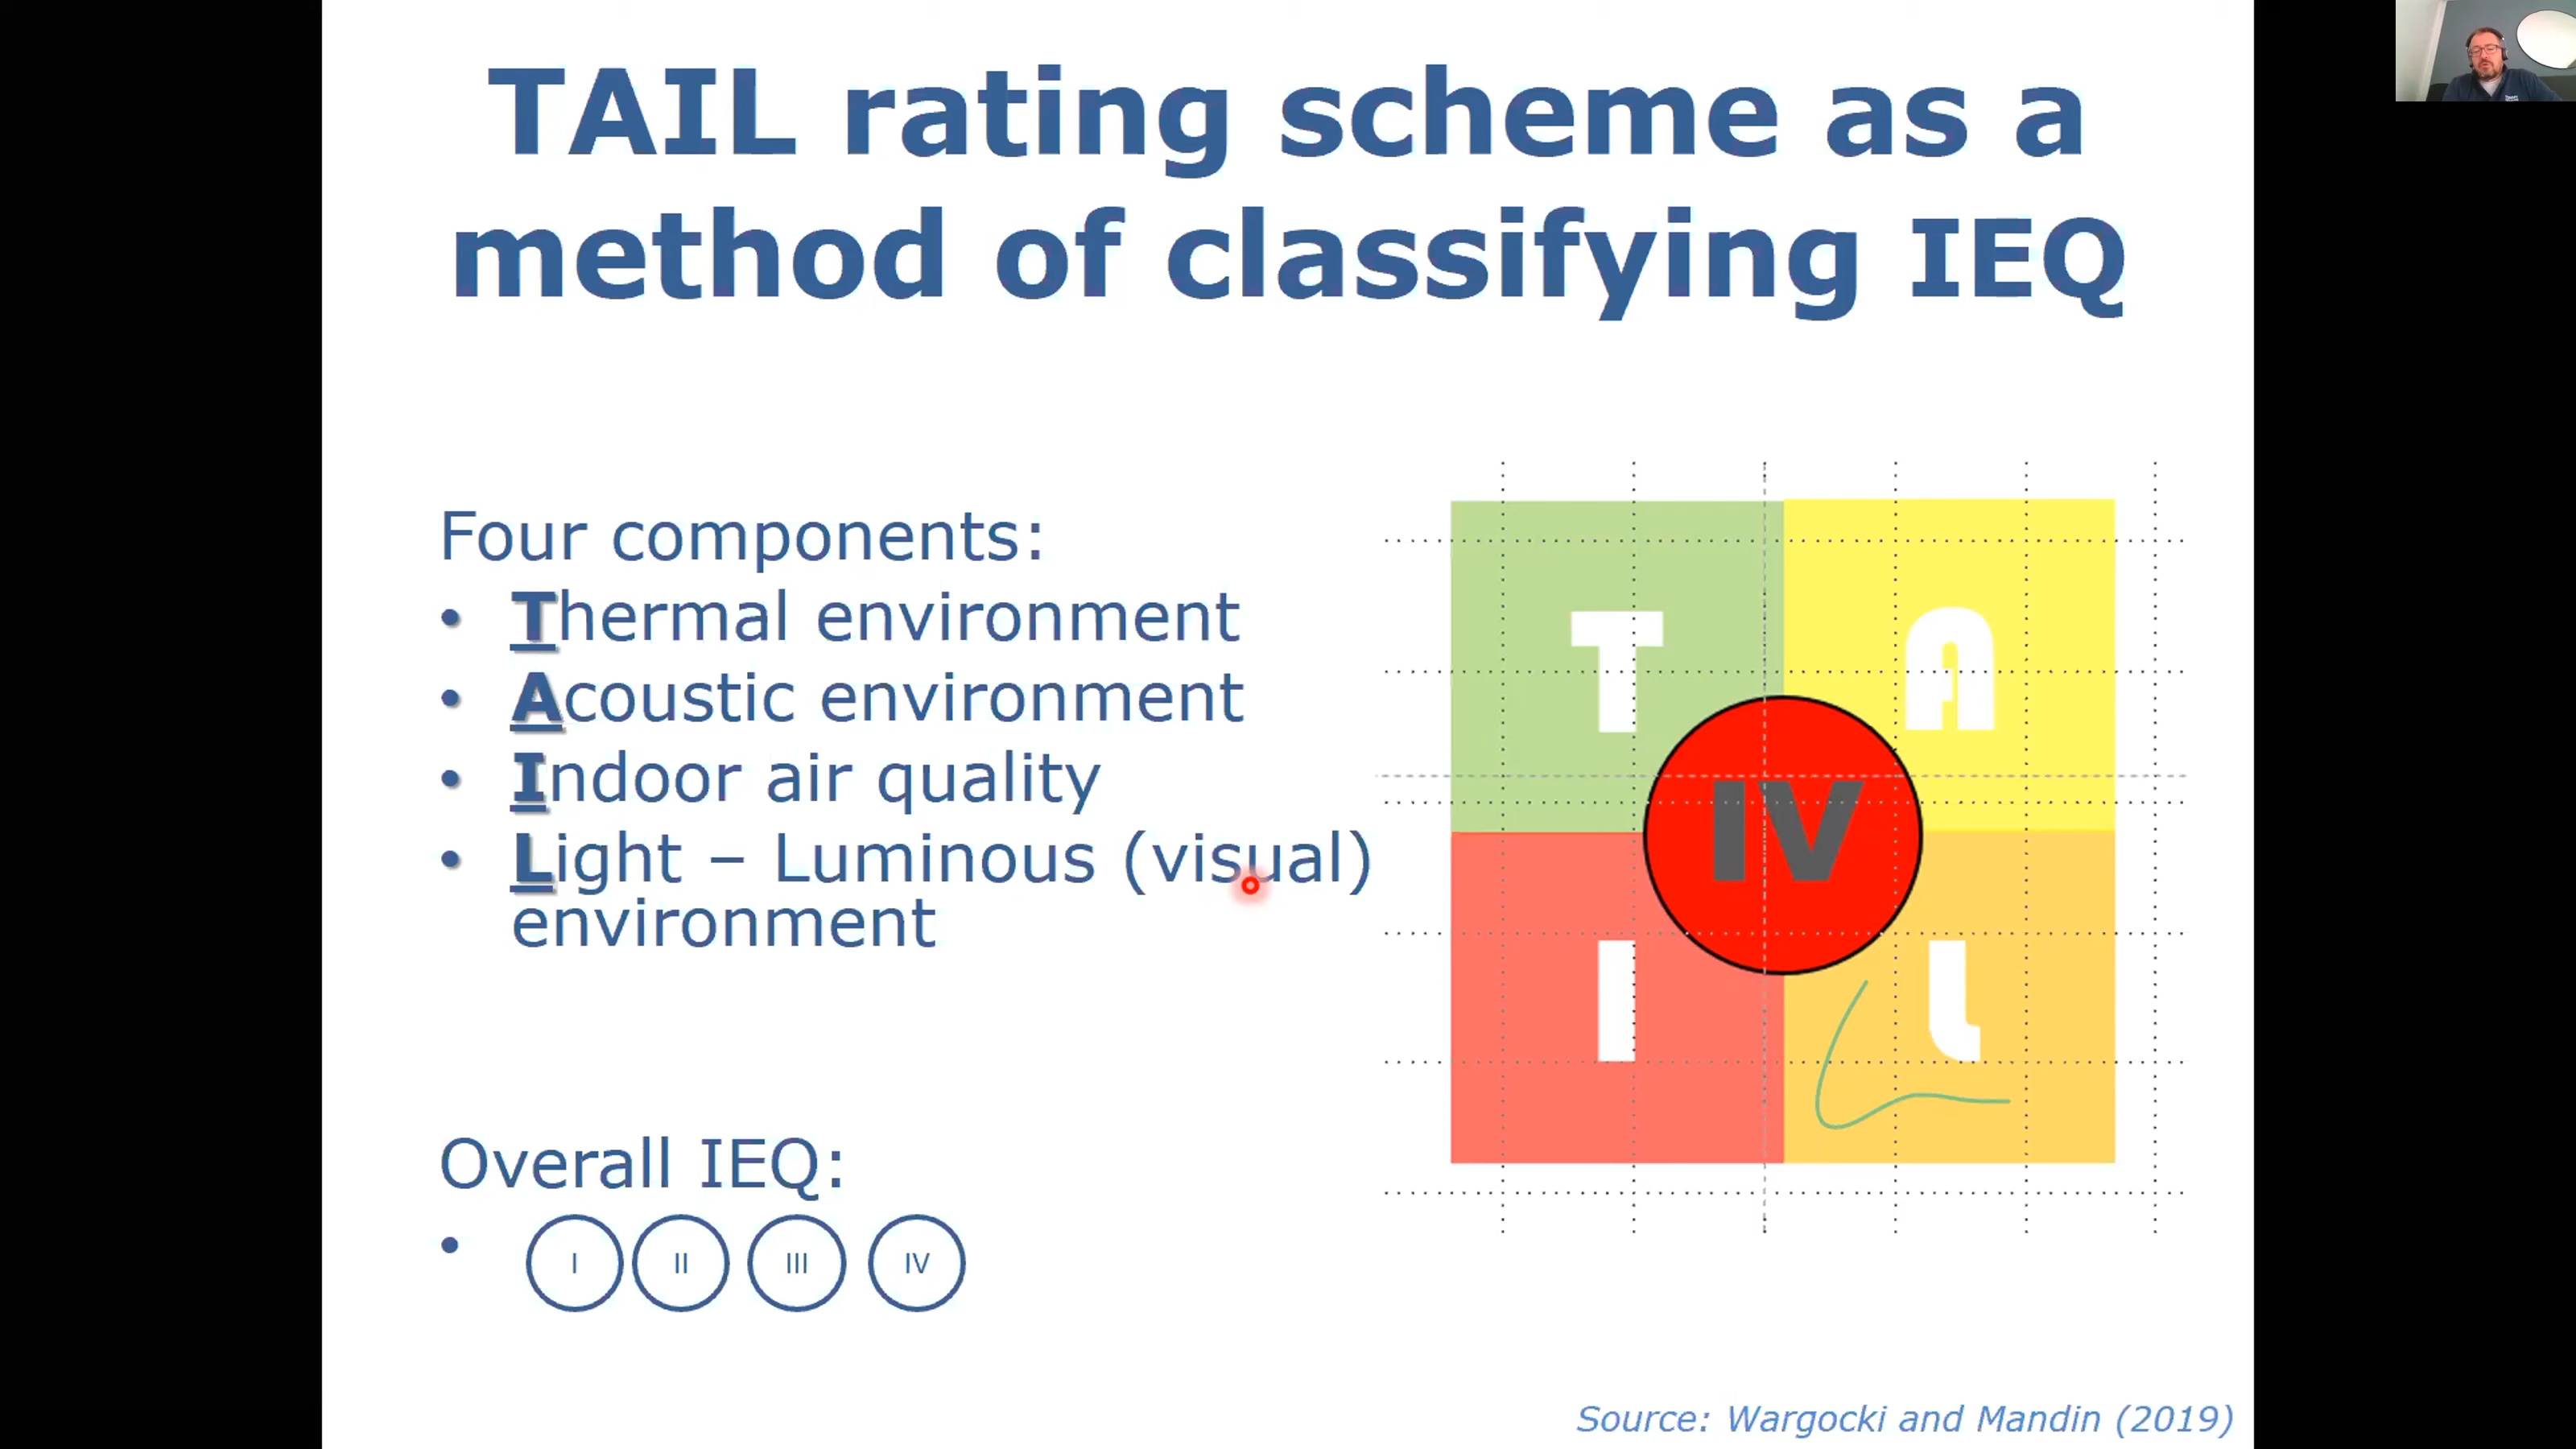 TAIL rating scheme as a
method of classifying IEQ
Four components:
• Thermal environment
• Acoustic environment
• Indoor air quality
• Light – Luminous (visual)
environment
Overall IEQ:
• I II III IV
T A
IV
I L
Source: Wargocki and Mandin (2019)